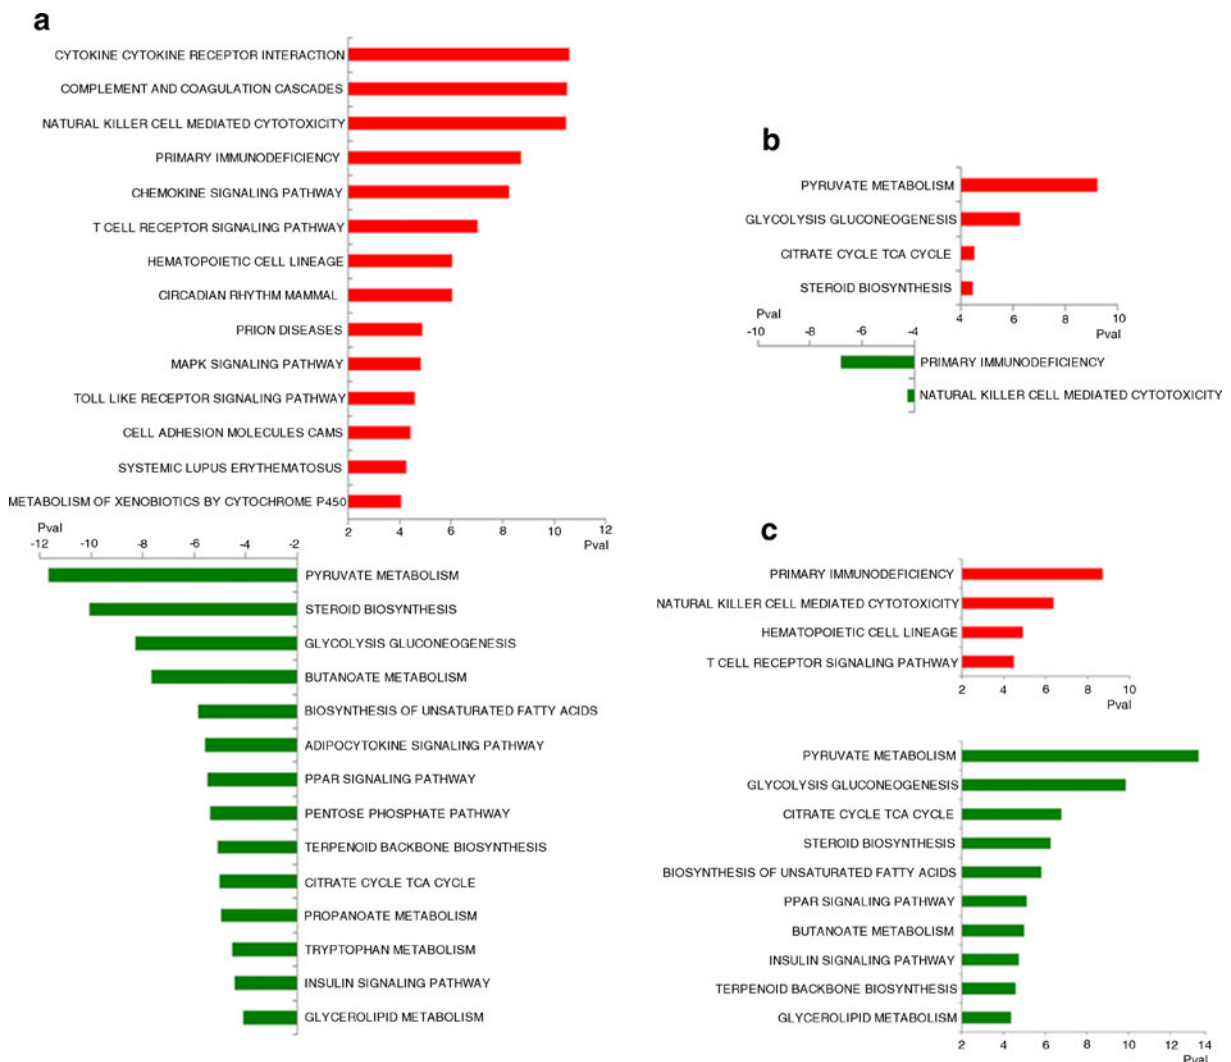 a
CYTOKINE CYTOKINE RECEPTOR INTERACTION
COMPLEMENT AND COAGULATION CASCADES
NATURAL KILLER CELL MEDIATED CYTOTOXICITY
PRIMARY IMMUNODEFICIENCY
CHEMOKINE SIGNALING PATHWAY
T CELL RECEPTOR SIGNALING PATHWAY
HEMATOPOIETIC CELL LINEAGE
CIRCADIAN RHYTHM MAMMAL
PRION DISEASES
MAPK SIGNALING PATHWAY
TOLL LIKE RECEPTOR SIGNALING PATHWAY
CELL ADHESION MOLECULES CAMS
SYSTEMIC LUPUS ERYTHEMATOSUS
METABOLISM OF XENOBIOTICS BY CYTOCHROME P450
2 4 6 8 10 12
Pval
Pval
-12 -10 -8 -6 -4 -2
PYRUVATE METABOLISM
STEROID BIOSYNTHESIS
GLYCOLYSIS GLUCONEOGENESIS
BUTANOATE METABOLISM
BIOSYNTHESIS OF UNSATURATED FATTY ACIDS
ADIPOCYTOKINE SIGNALING PATHWAY
PPAR SIGNALING PATHWAY
PENTOSE PHOSPHATE PATHWAY
TERPENOID BACKBONE BIOSYNTHESIS
CITRATE CYCLE TCA CYCLE
PROPANOATE METABOLISM
TRYPTOPHAN METABOLISM
INSULIN SIGNALING PATHWAY
GLYCEROLIPID METABOLISM
b
PYRUVATE METABOLISM
GLYCOLYSIS GLUCONEOGENESIS
CITRATE CYCLE TCA CYCLE
STEROID BIOSYNTHESIS
4 6 8 10
Pval
Pval
-10 -8 -6 -4
PRIMARY IMMUNODEFICIENCY
NATURAL KILLER CELL MEDIATED CYTOTOXICITY
c
PRIMARY IMMUNODEFICIENCY
NATURAL KILLER CELL MEDIATED CYTOTOXICITY
HEMATOPOIETIC CELL LINEAGE
T CELL RECEPTOR SIGNALING PATHWAY
2 4 6 8 10
Pval
PYRUVATE METABOLISM
GLYCOLYSIS GLUCONEOGENESIS
CITRATE CYCLE TCA CYCLE
STEROID BIOSYNTHESIS
BIOSYNTHESIS OF UNSATURATED FATTY ACIDS
PPAR SIGNALING PATHWAY
BUTANOATE METABOLISM
INSULIN SIGNALING PATHWAY
TERPENOID BACKBONE BIOSYNTHESIS
GLYCEROLIPID METABOLISM
2 4 6 8 10 12 14
Pval